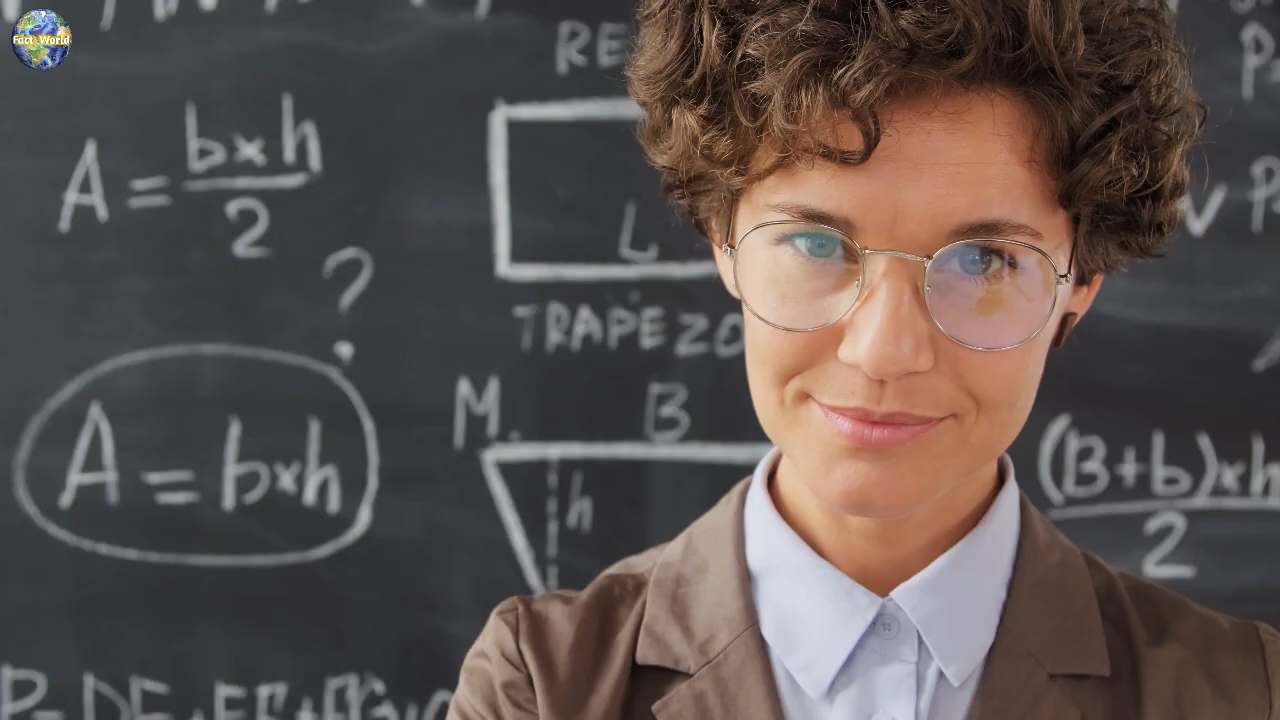 Fact World
RE
A = b×h
2
?
L
TRAPEZO
M.
B
A = b×h
h
(B+b)×h
2